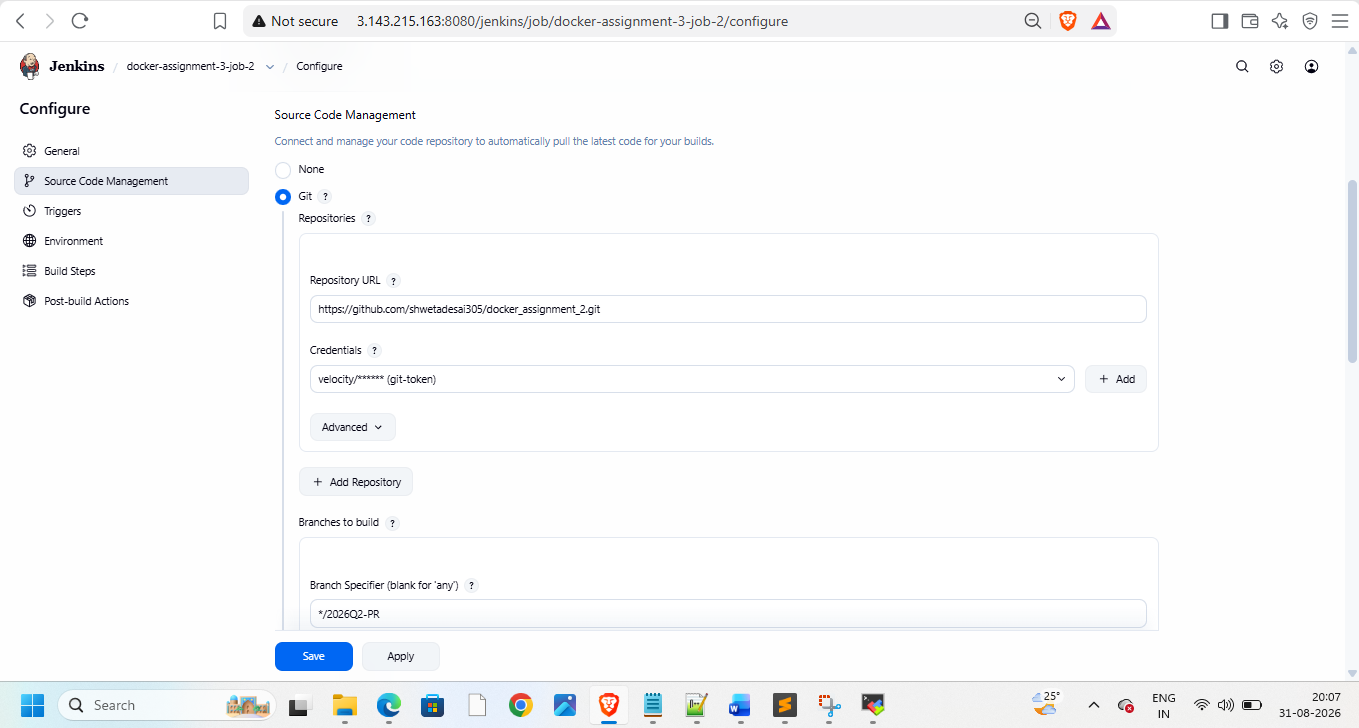 Not secure 3.143.215.163:8080/jenkins/job/docker-assignment-3-job-2/configure
Jenkins / docker-assignment-3-job-2 / Configure
Configure
General
Source Code Management
Triggers
Environment
Build Steps
Post-build Actions
Source Code Management
Connect and manage your code repository to automatically pull the latest code for your builds.
None
Git ?
Repositories ?
Repository URL ?
https://github.com/shwetadesai305/docker_assignment_2.git
Credentials ?
velocity/****** (git-token)
+ Add
Advanced
+ Add Repository
Branches to build ?
Branch Specifier (blank for 'any') ?
*/2026Q2-PR
Save Apply
Search
25°
ENG
IN
20:07
31-08-2026